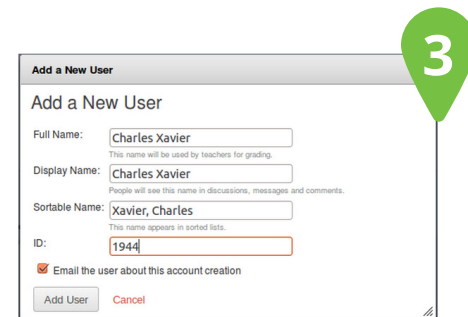 3
Add a New User
Add a New User
Full Name: Charles Xavier
This name will be used by teachers for grading.
Display Name: Charles Xavier
People will see this name in discussions, messages and comments.
Sortable Name: Xavier, Charles
This name appears in sorted lists.
ID: 1944
Email the user about this account creation
Add User Cancel